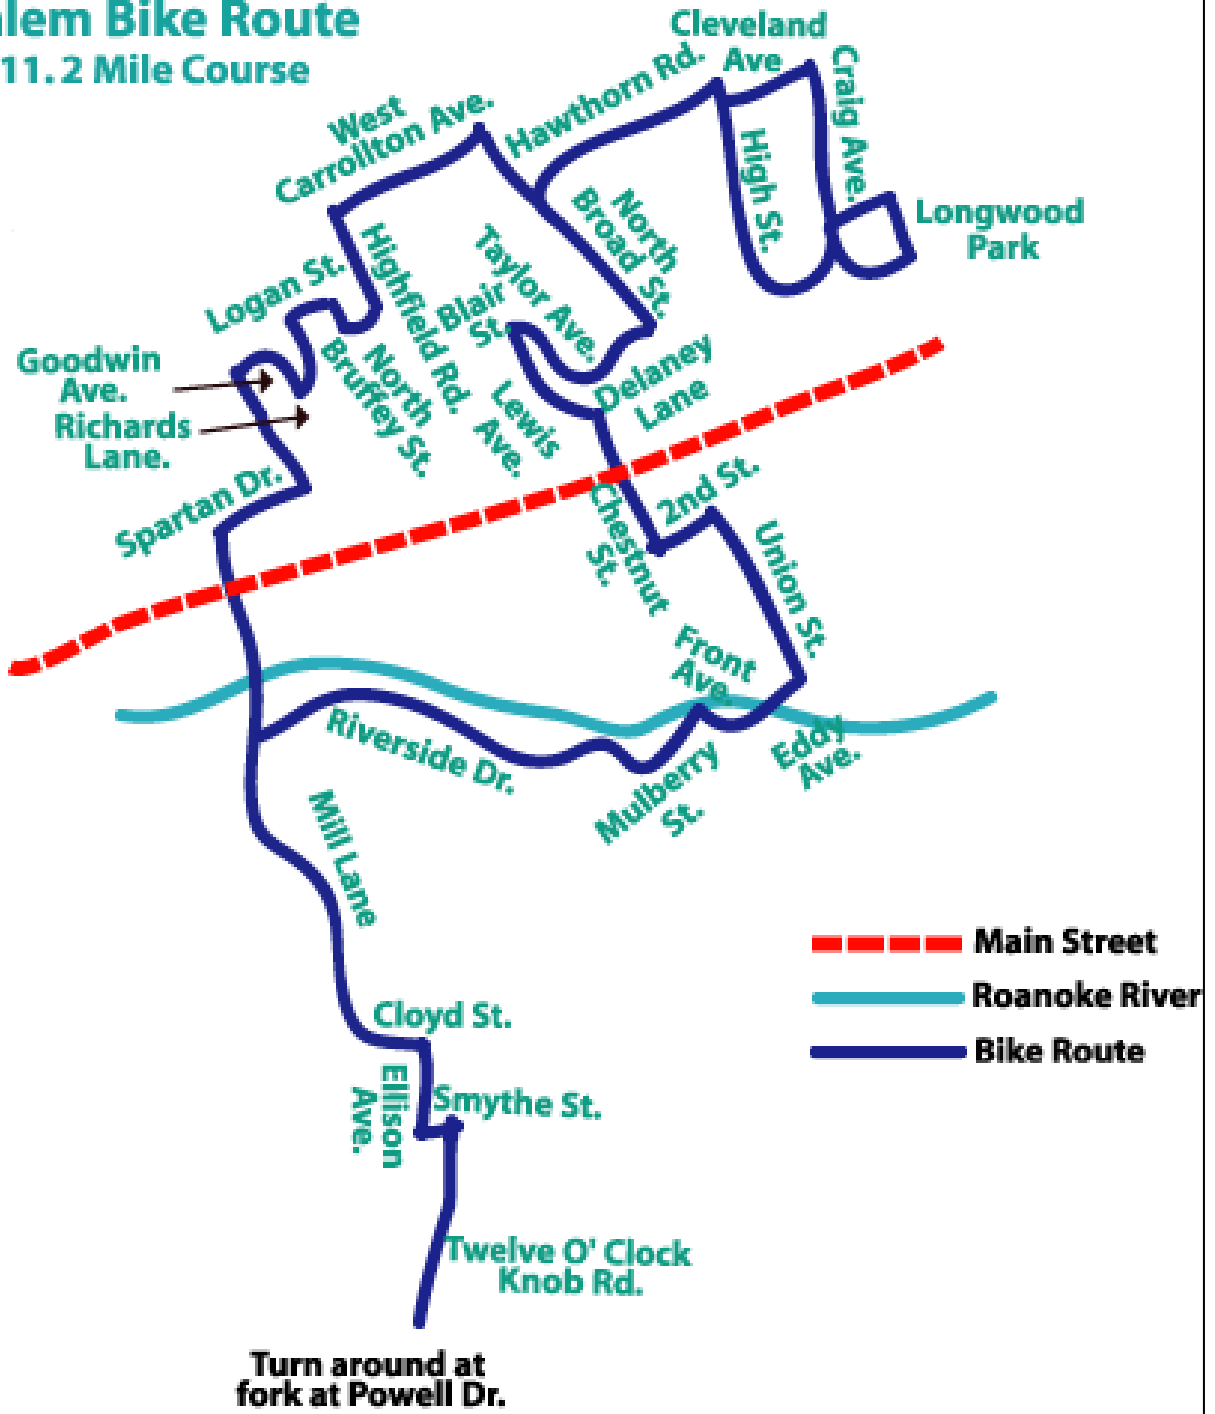 alem Bike Route
11. 2 Mile Course
Cleveland
Ave
Craig Ave.
Hawthorn Rd.
West
Carrollton Ave.
High St.
North
Broad St.
Longwood
Park
Taylor Ave.
Highfield Rd.
Logan St.
Blair
St.
Goodwin
Ave.
North
Bruffey St.
Delaney
Lane
Lewis
Ave.
Richards
Lane.
Spartan Dr.
2nd St.
Chestnut
St.
Union St.
Front
Ave.
Riverside Dr.
Eddy
Ave.
Mulberry
St.
Mill Lane
Main Street
Roanoke River
Bike Route
Cloyd St.
Ellison
Ave.
Smythe St.
Twelve O' Clock
Knob Rd.
Turn around at
fork at Powell Dr.